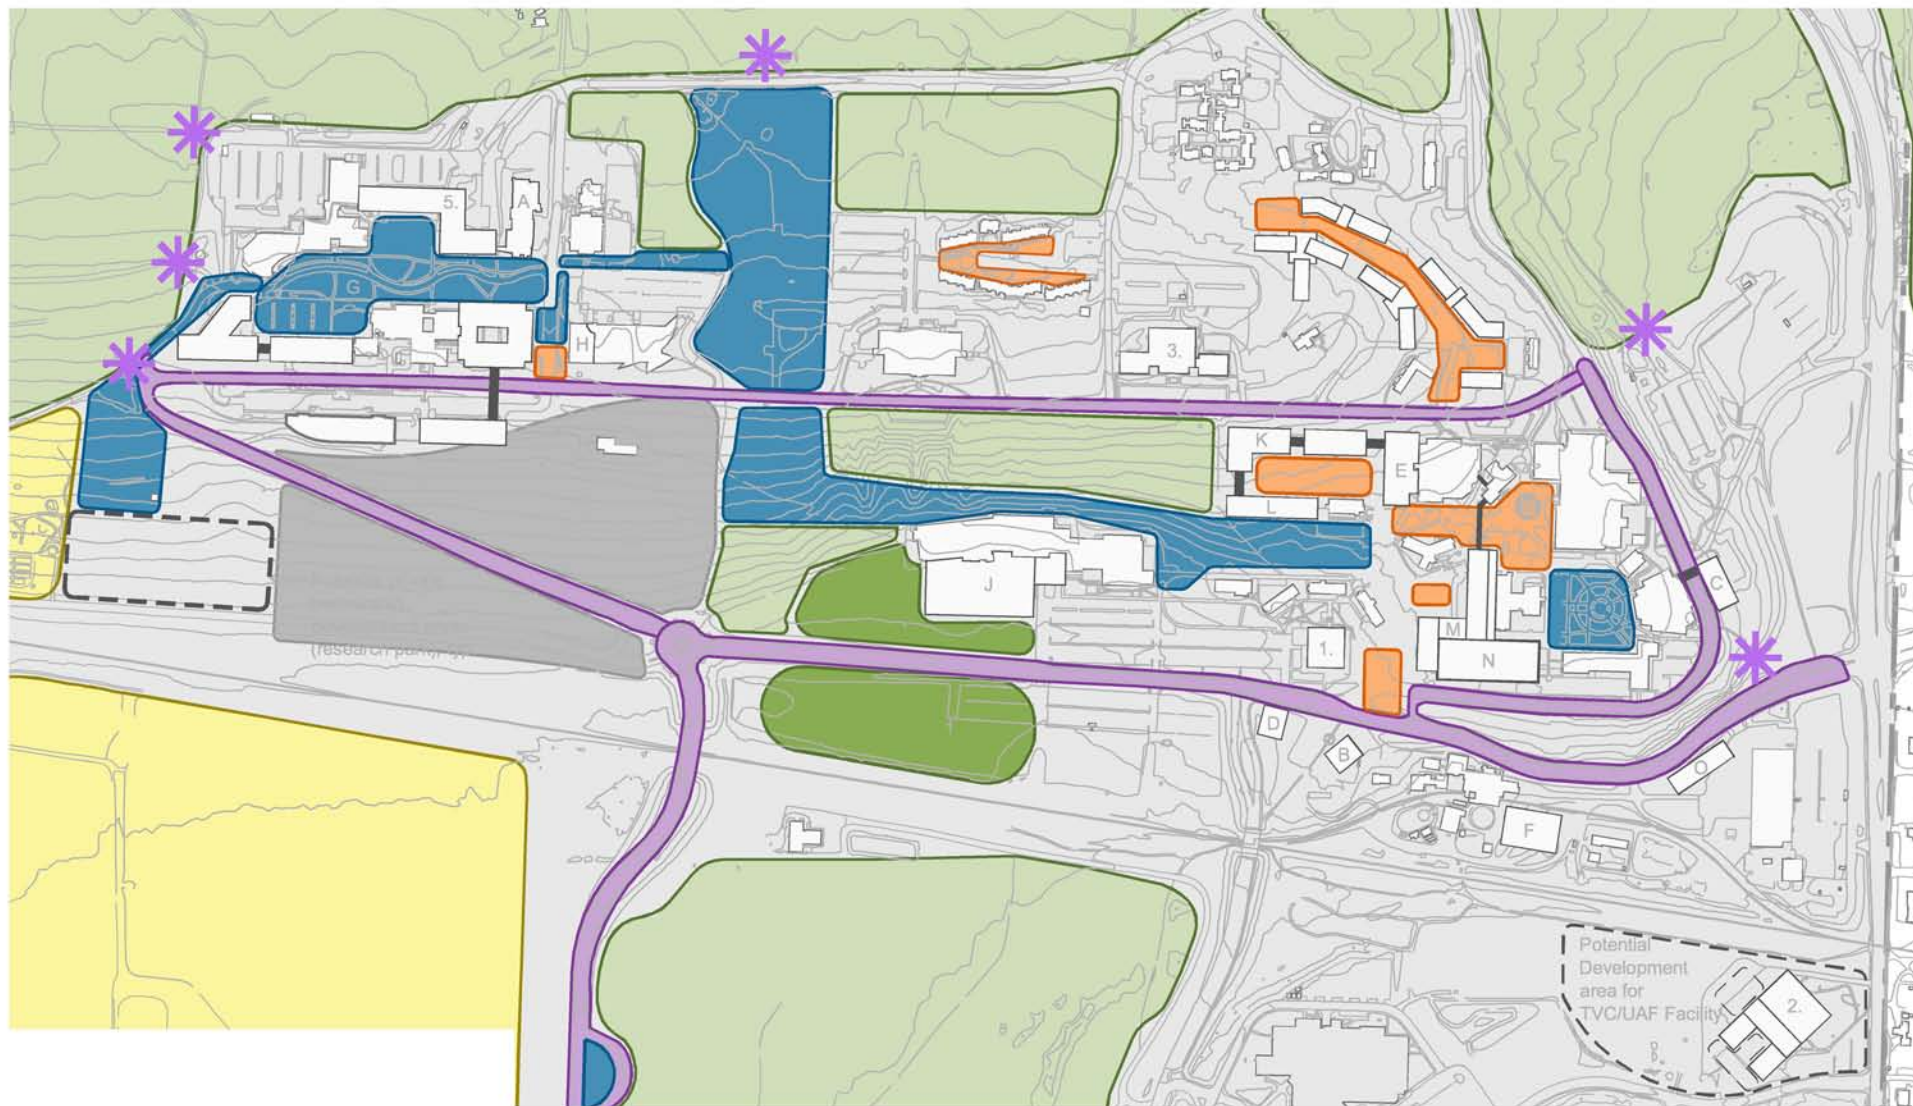 5.
A
G
H
3.
K
E
L
J
C
1.
M
N
D
B
O
F
(research park
Potential
Development
area for
TVC/UAF Facility
2.